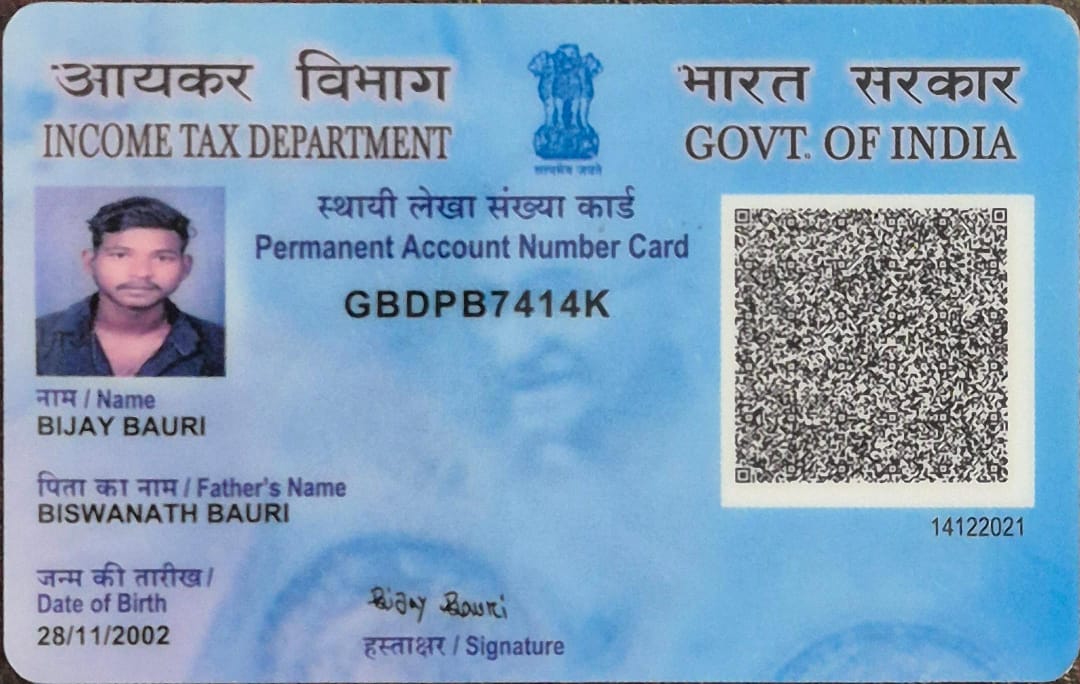 आयकर विभाग
INCOME TAX DEPARTMENT
सत्यमेव जयते
भारत सरकार
GOVT. OF INDIA
स्थायी लेखा संख्या कार्ड
Permanent Account Number Card
GBDPB7414K
नाम / Name
BIJAY BAURI
पिता का नाम / Father's Name
BISWANATH BAURI
14122021
जन्म की तारीख /
Date of Birth
28/11/2002
Bijay Bauri
हस्ताक्षर / Signature